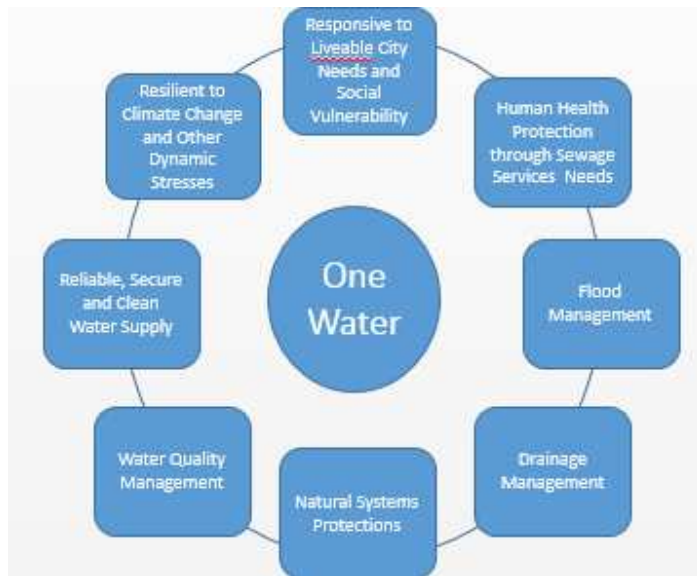 Responsive to
Liveable City
Needs and
Social
Vulnerability
Human Health
Protection
through Sewage
Services Needs
Flood
Management
Drainage
Management
Natural Systems
Protections
Water Quality
Management
Reliable, Secure
and Clean
Water Supply
Resilient to
Climate Change
and Other
Dynamic
Stresses
One
Water